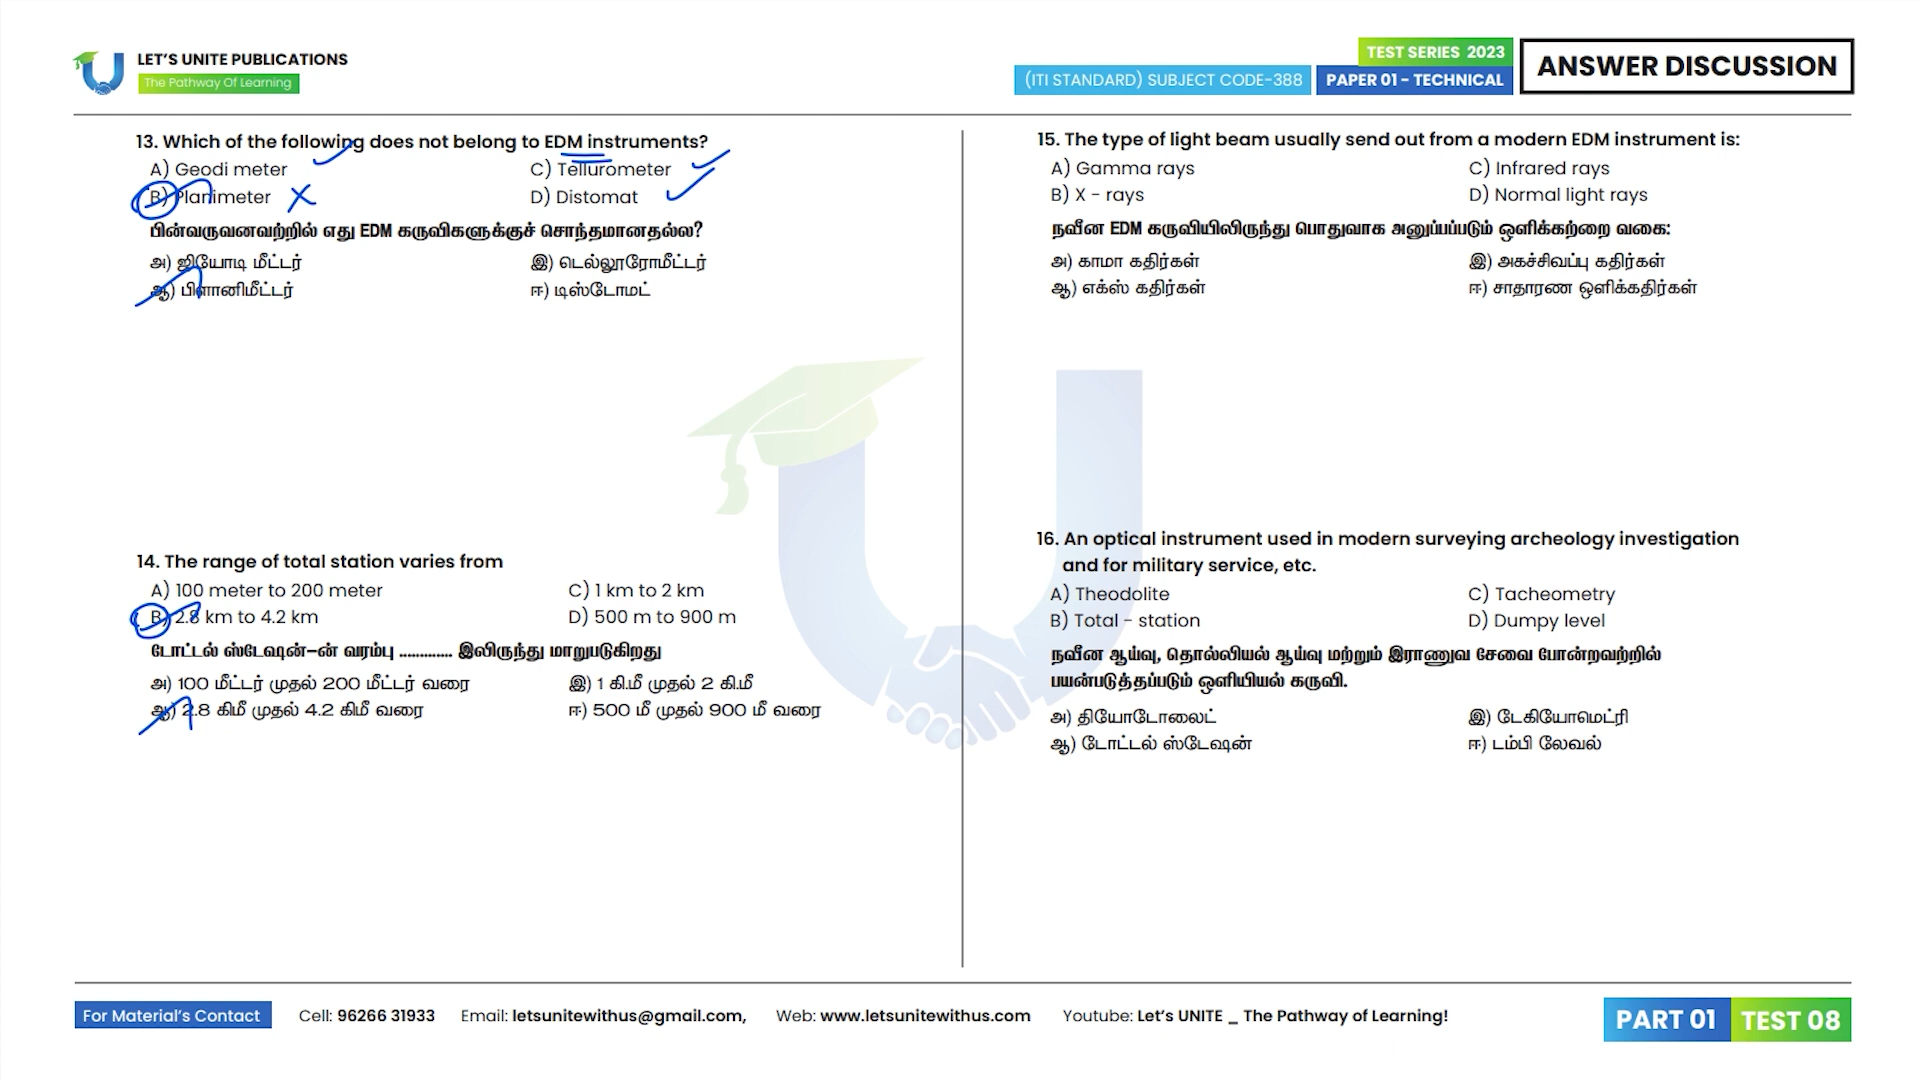 LET'S UNITE PUBLICATIONS
The Pathway Of Learning
TEST SERIES 2023
(ITI STANDARD) SUBJECT CODE-388
PAPER 01 - TECHNICAL
ANSWER DISCUSSION
13. Which of the following does not belong to EDM instruments?
A) Geodi meter
C) Tellurometer
B) Planimeter
D) Distomat
பின்வருவனவற்றில் எது EDM கருவிகளுக்குச் சொந்தமானதல்ல?
அ) ஜியோடி மீட்டர்
இ) டெல்லூரோமீட்டர்
ஆ) பிளானிமீட்டர்
ஈ) டிஸ்டோமட்
14. The range of total station varies from
A) 100 meter to 200 meter
C) 1 km to 2 km
B) 2.8 km to 4.2 km
D) 500 m to 900 m
டோட்டல் ஸ்டேஷன்-ன் வரம்பு ............. இலிருந்து மாறுபடுகிறது
அ) 100 மீட்டர் முதல் 200 மீட்டர் வரை
இ) 1 கி.மீ முதல் 2 கி.மீ
ஆ) 2.8 கிமீ முதல் 4.2 கிமீ வரை
ஈ) 500 மீ முதல் 900 மீ வரை
15. The type of light beam usually send out from a modern EDM instrument is:
A) Gamma rays
C) Infrared rays
B) X - rays
D) Normal light rays
நவீன EDM கருவியிலிருந்து பொதுவாக அனுப்பப்படும் ஒளிக்கற்றை வகை:
அ) காமா கதிர்கள்
இ) அகச்சிவப்பு கதிர்கள்
ஆ) எக்ஸ் கதிர்கள்
ஈ) சாதாரண ஒளிக்கதிர்கள்
16. An optical instrument used in modern surveying archeology investigation
and for military service, etc.
A) Theodolite
C) Tacheometry
B) Total - station
D) Dumpy level
நவீன ஆய்வு, தொல்லியல் ஆய்வு மற்றும் இராணுவ சேவை போன்றவற்றில்
பயன்படுத்தப்படும் ஒளியியல் கருவி.
அ) தியோடோலைட்
இ) டேகியோமெட்ரி
ஆ) டோட்டல் ஸ்டேஷன்
ஈ) டம்பி லேவல்
For Material's Contact
Cell: 96266 31933
Email: letsunitewithus@gmail.com,
Web: www.letsunitewithus.com
Youtube: Let's UNITE _ The Pathway of Learning!
PART 01
TEST 08